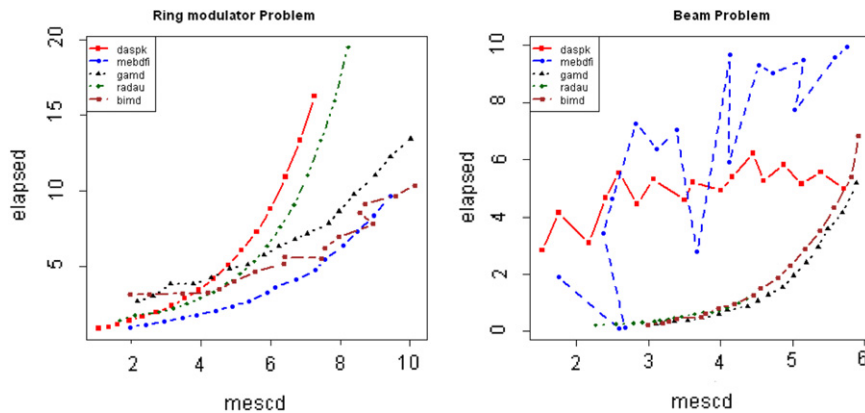 Ring modulator Problem
daspk
mebdfi
gamd
radau
bimd
elapsed
20
15
10
5
2
4
6
8
10
mescd
Beam Problem
daspk
mebdfi
gamd
radau
bimd
elapsed
10
8
6
4
2
0
2
3
4
5
6
mescd